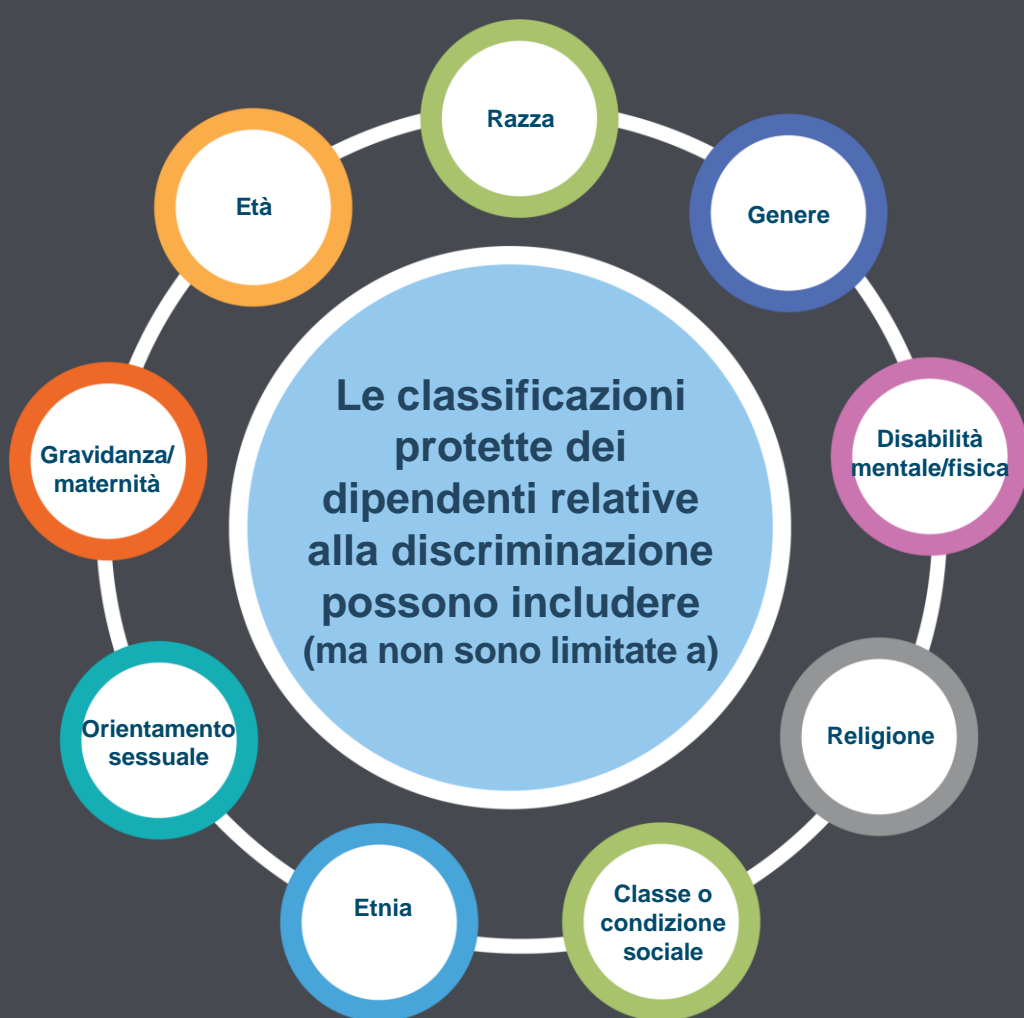 Razza
Genere
Disabilità
mentale/fisica
Religione
Classe o
condizione
sociale
Etnia
Orientamento
sessuale
Gravidanza/
maternità
Età
Le classificazioni
protette dei
dipendenti relative
alla discriminazione
possono includere
(ma non sono limitate a)